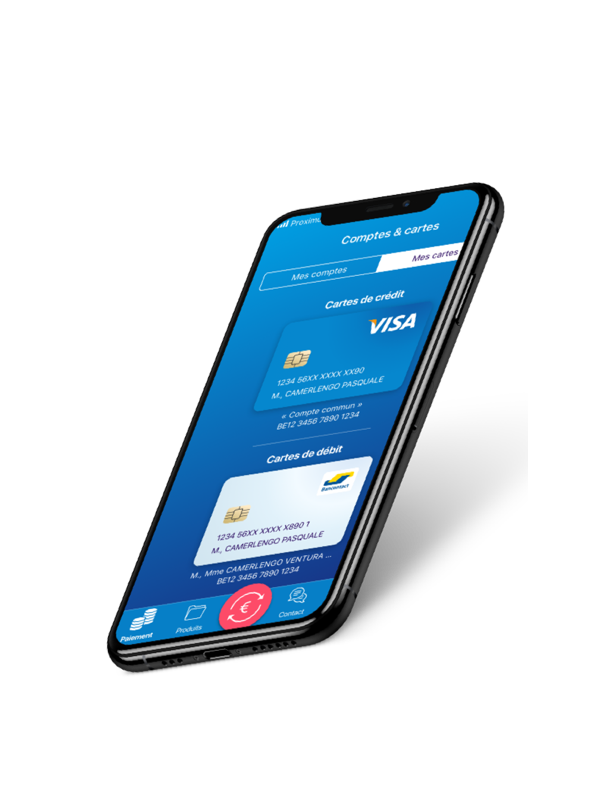 Proximu
Comptes & cartes
Mes comptes
Mes cartes
Cartes de crédit
VISA
1234 56XX XXXX XX90
M., CAMERLENGO PASQUALE
« Compte commun »
BE12 3456 7890 1234
Cartes de débit
Bancontact
1234 56XX XXXX X890 1
M., CAMERLENGO PASQUALE
M., Mme CAMERLENGO VENTURA ...
BE12 3456 7890 1234
€
Paiement
Produits
Contact